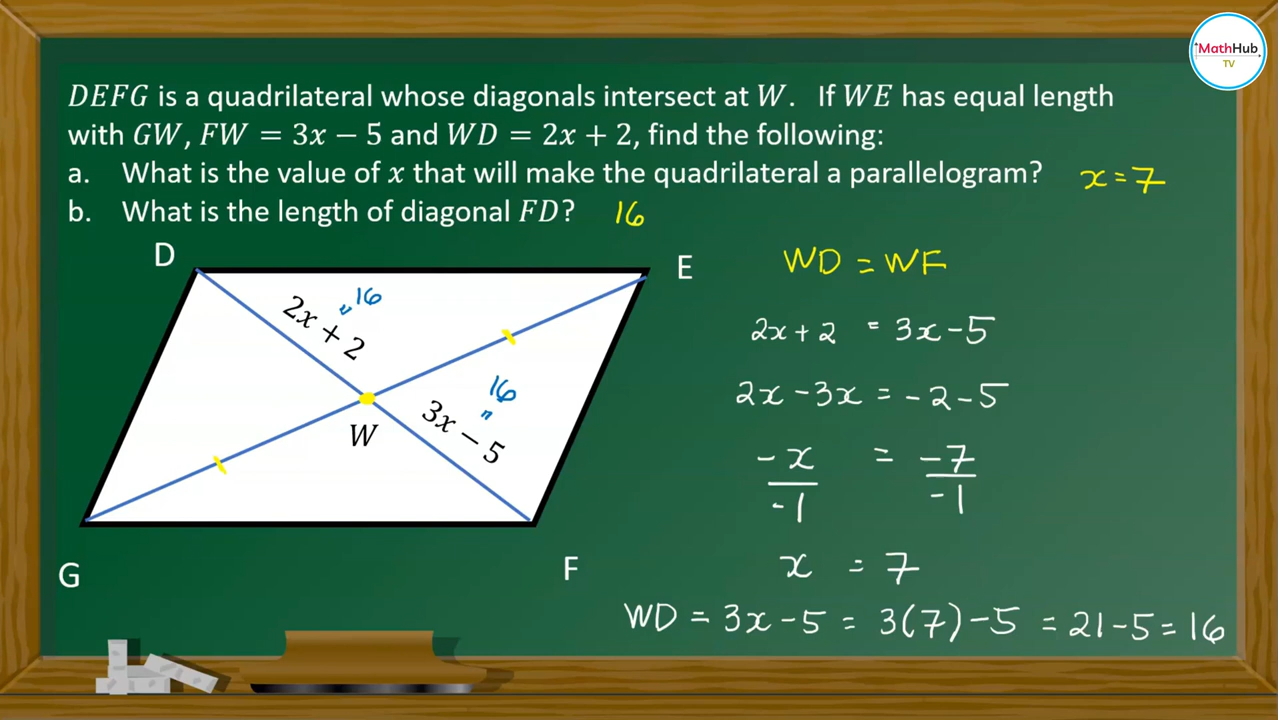 MathHub
TV
DEFG is a quadrilateral whose diagonals intersect at W. If WE has equal length
with GW, FW = 3x − 5 and WD = 2x + 2, find the following:
a. What is the value of x that will make the quadrilateral a parallelogram? x = 7
b. What is the length of diagonal FD? 16
D
E
2x + 2
16
W
3x − 5
16
G
F
WD = WF
2x + 2 = 3x − 5
2x − 3x = −2 − 5
−x/−1 = −7/−1
x = 7
WD = 3x − 5 = 3(7) − 5 = 21 − 5 = 16